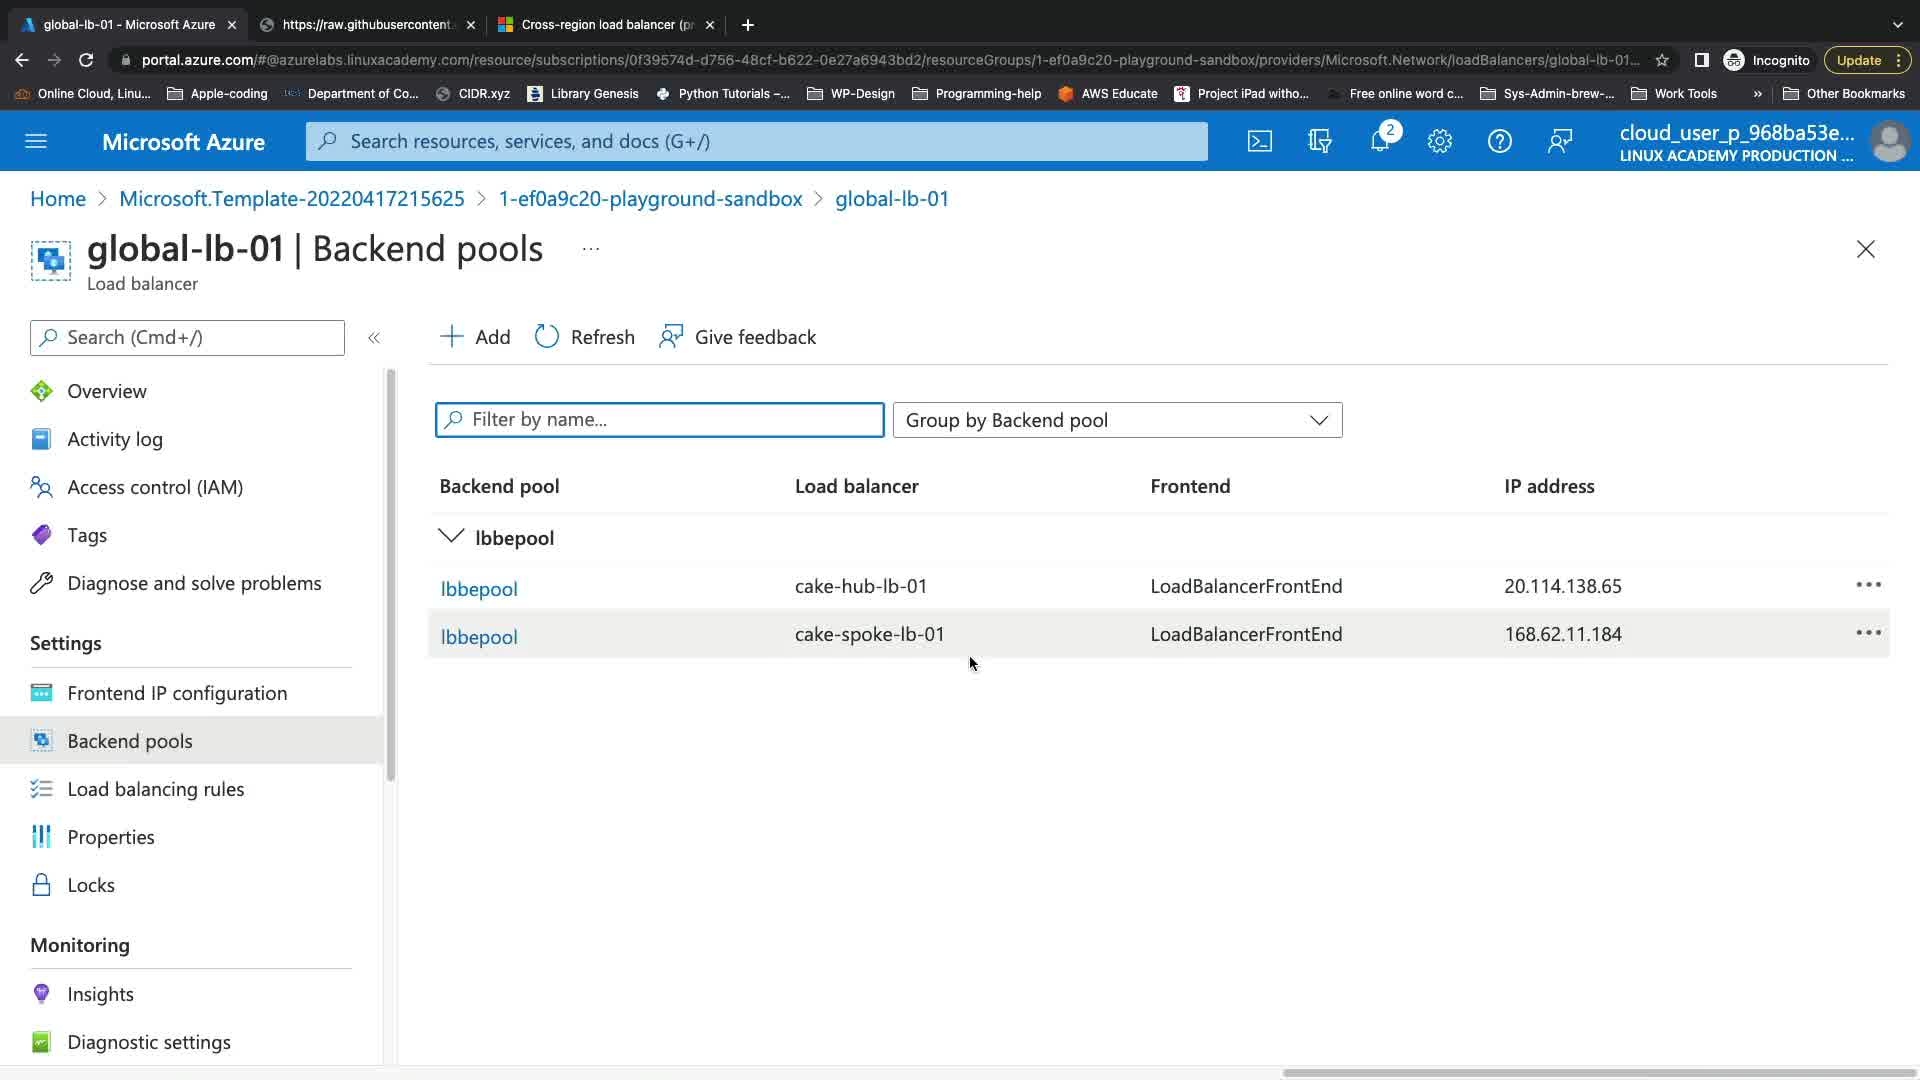 global-lb-01 - Microsoft Azure
https://raw.githubusercontent.
Cross-region load balancer (pr
portal.azure.com/#@azurelabs.linuxacademy.com/resource/subscriptions/0f39574d-d756-48cf-b622-0e27a6943bd2/resourceGroups/1-ef0a9c20-playground-sandbox/providers/Microsoft.Network/loadBalancers/global-lb-01...
Incognito
Update
Online Cloud, Linu...
Apple-coding
Department of Co...
CIDR.xyz
Library Genesis
Python Tutorials –...
WP-Design
Programming-help
AWS Educate
Project iPad witho...
Free online word c...
Sys-Admin-brew-...
Work Tools
»
Other Bookmarks
Microsoft Azure
Search resources, services, and docs (G+/)
2
cloud_user_p_968ba53e...
LINUX ACADEMY PRODUCTION ...
Home > Microsoft.Template-20220417215625 > 1-ef0a9c20-playground-sandbox > global-lb-01
global-lb-01 | Backend pools ...
Load balancer
Search (Cmd+/)
«
Add
Refresh
Give feedback
Overview
Activity log
Access control (IAM)
Tags
Diagnose and solve problems
Settings
Frontend IP configuration
Backend pools
Load balancing rules
Properties
Locks
Monitoring
Insights
Diagnostic settings
Filter by name...
Group by Backend pool
Backend pool Load balancer Frontend IP address
lbbepool
lbbepool cake-hub-lb-01 LoadBalancerFrontEnd 20.114.138.65 ...
lbbepool cake-spoke-lb-01 LoadBalancerFrontEnd 168.62.11.184 ...